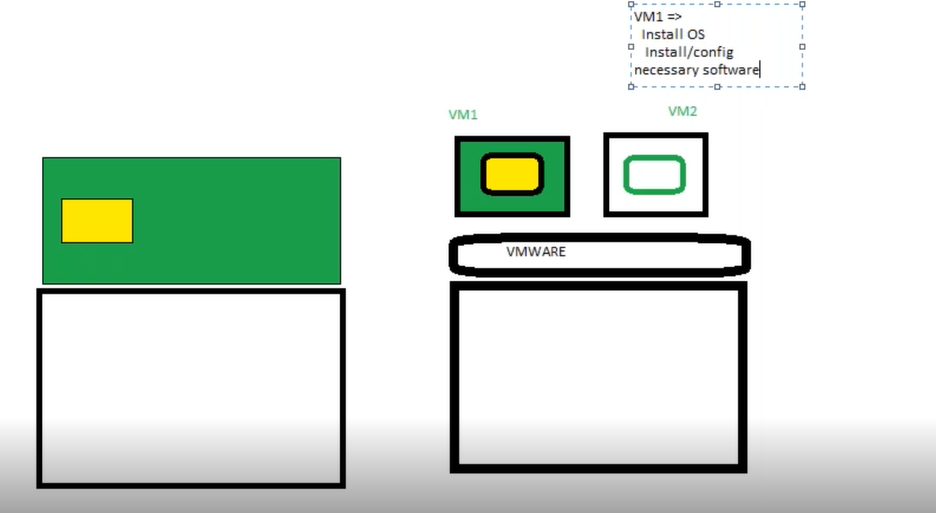 VM1 =>
Install OS
Install/config
necessary software
VM1
VM2
VMWARE